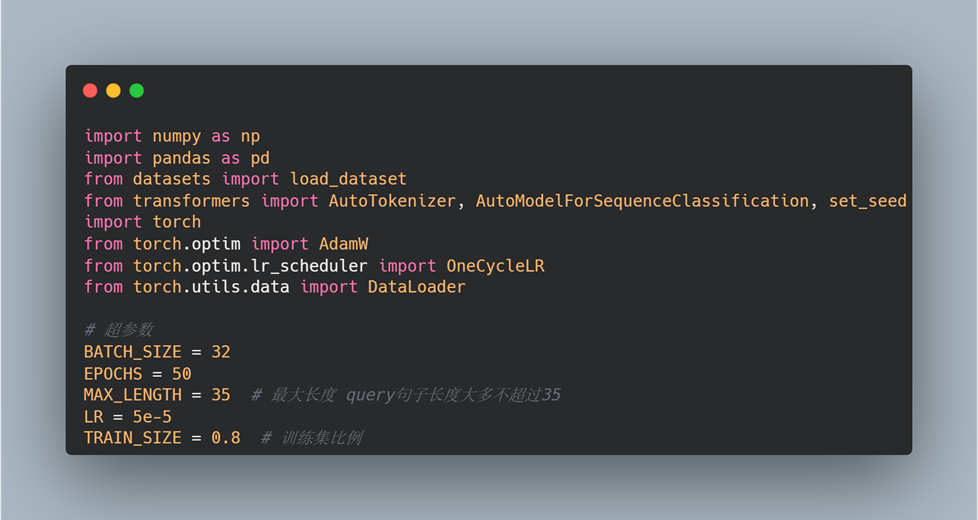 import numpy as np
import pandas as pd
from datasets import load_dataset
from transformers import AutoTokenizer, AutoModelForSequenceClassification, set_seed
import torch
from torch.optim import AdamW
from torch.optim.lr_scheduler import OneCycleLR
from torch.utils.data import DataLoader
# 超参数
BATCH_SIZE = 32
EPOCHS = 50
MAX_LENGTH = 35  # 最大长度 query句子长度大多不超过35
LR = 5e-5
TRAIN_SIZE = 0.8  # 训练集比例